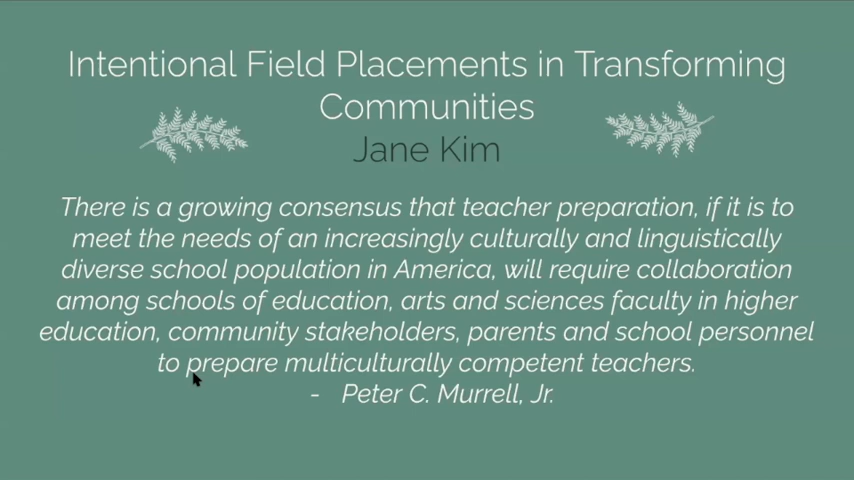 Intentional Field Placements in Transforming
Communities
Jane Kim
There is a growing consensus that teacher preparation, if it is to
meet the needs of an increasingly culturally and linguistically
diverse school population in America, will require collaboration
among schools of education, arts and sciences faculty in higher
education, community stakeholders, parents and school personnel
to prepare multiculturally competent teachers.
- Peter C. Murrell, Jr.